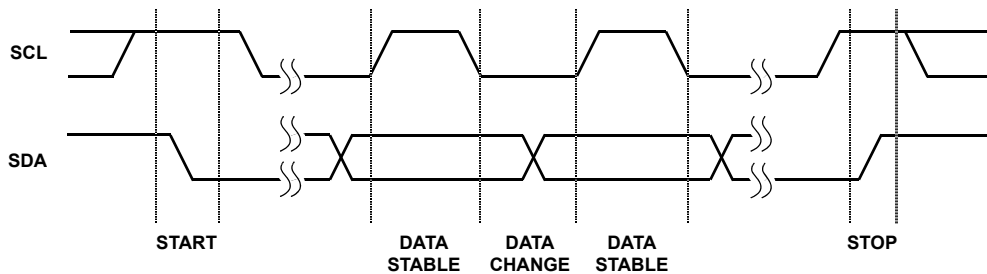 SCL
SDA
START
DATA
STABLE
DATA
CHANGE
DATA
STABLE
STOP